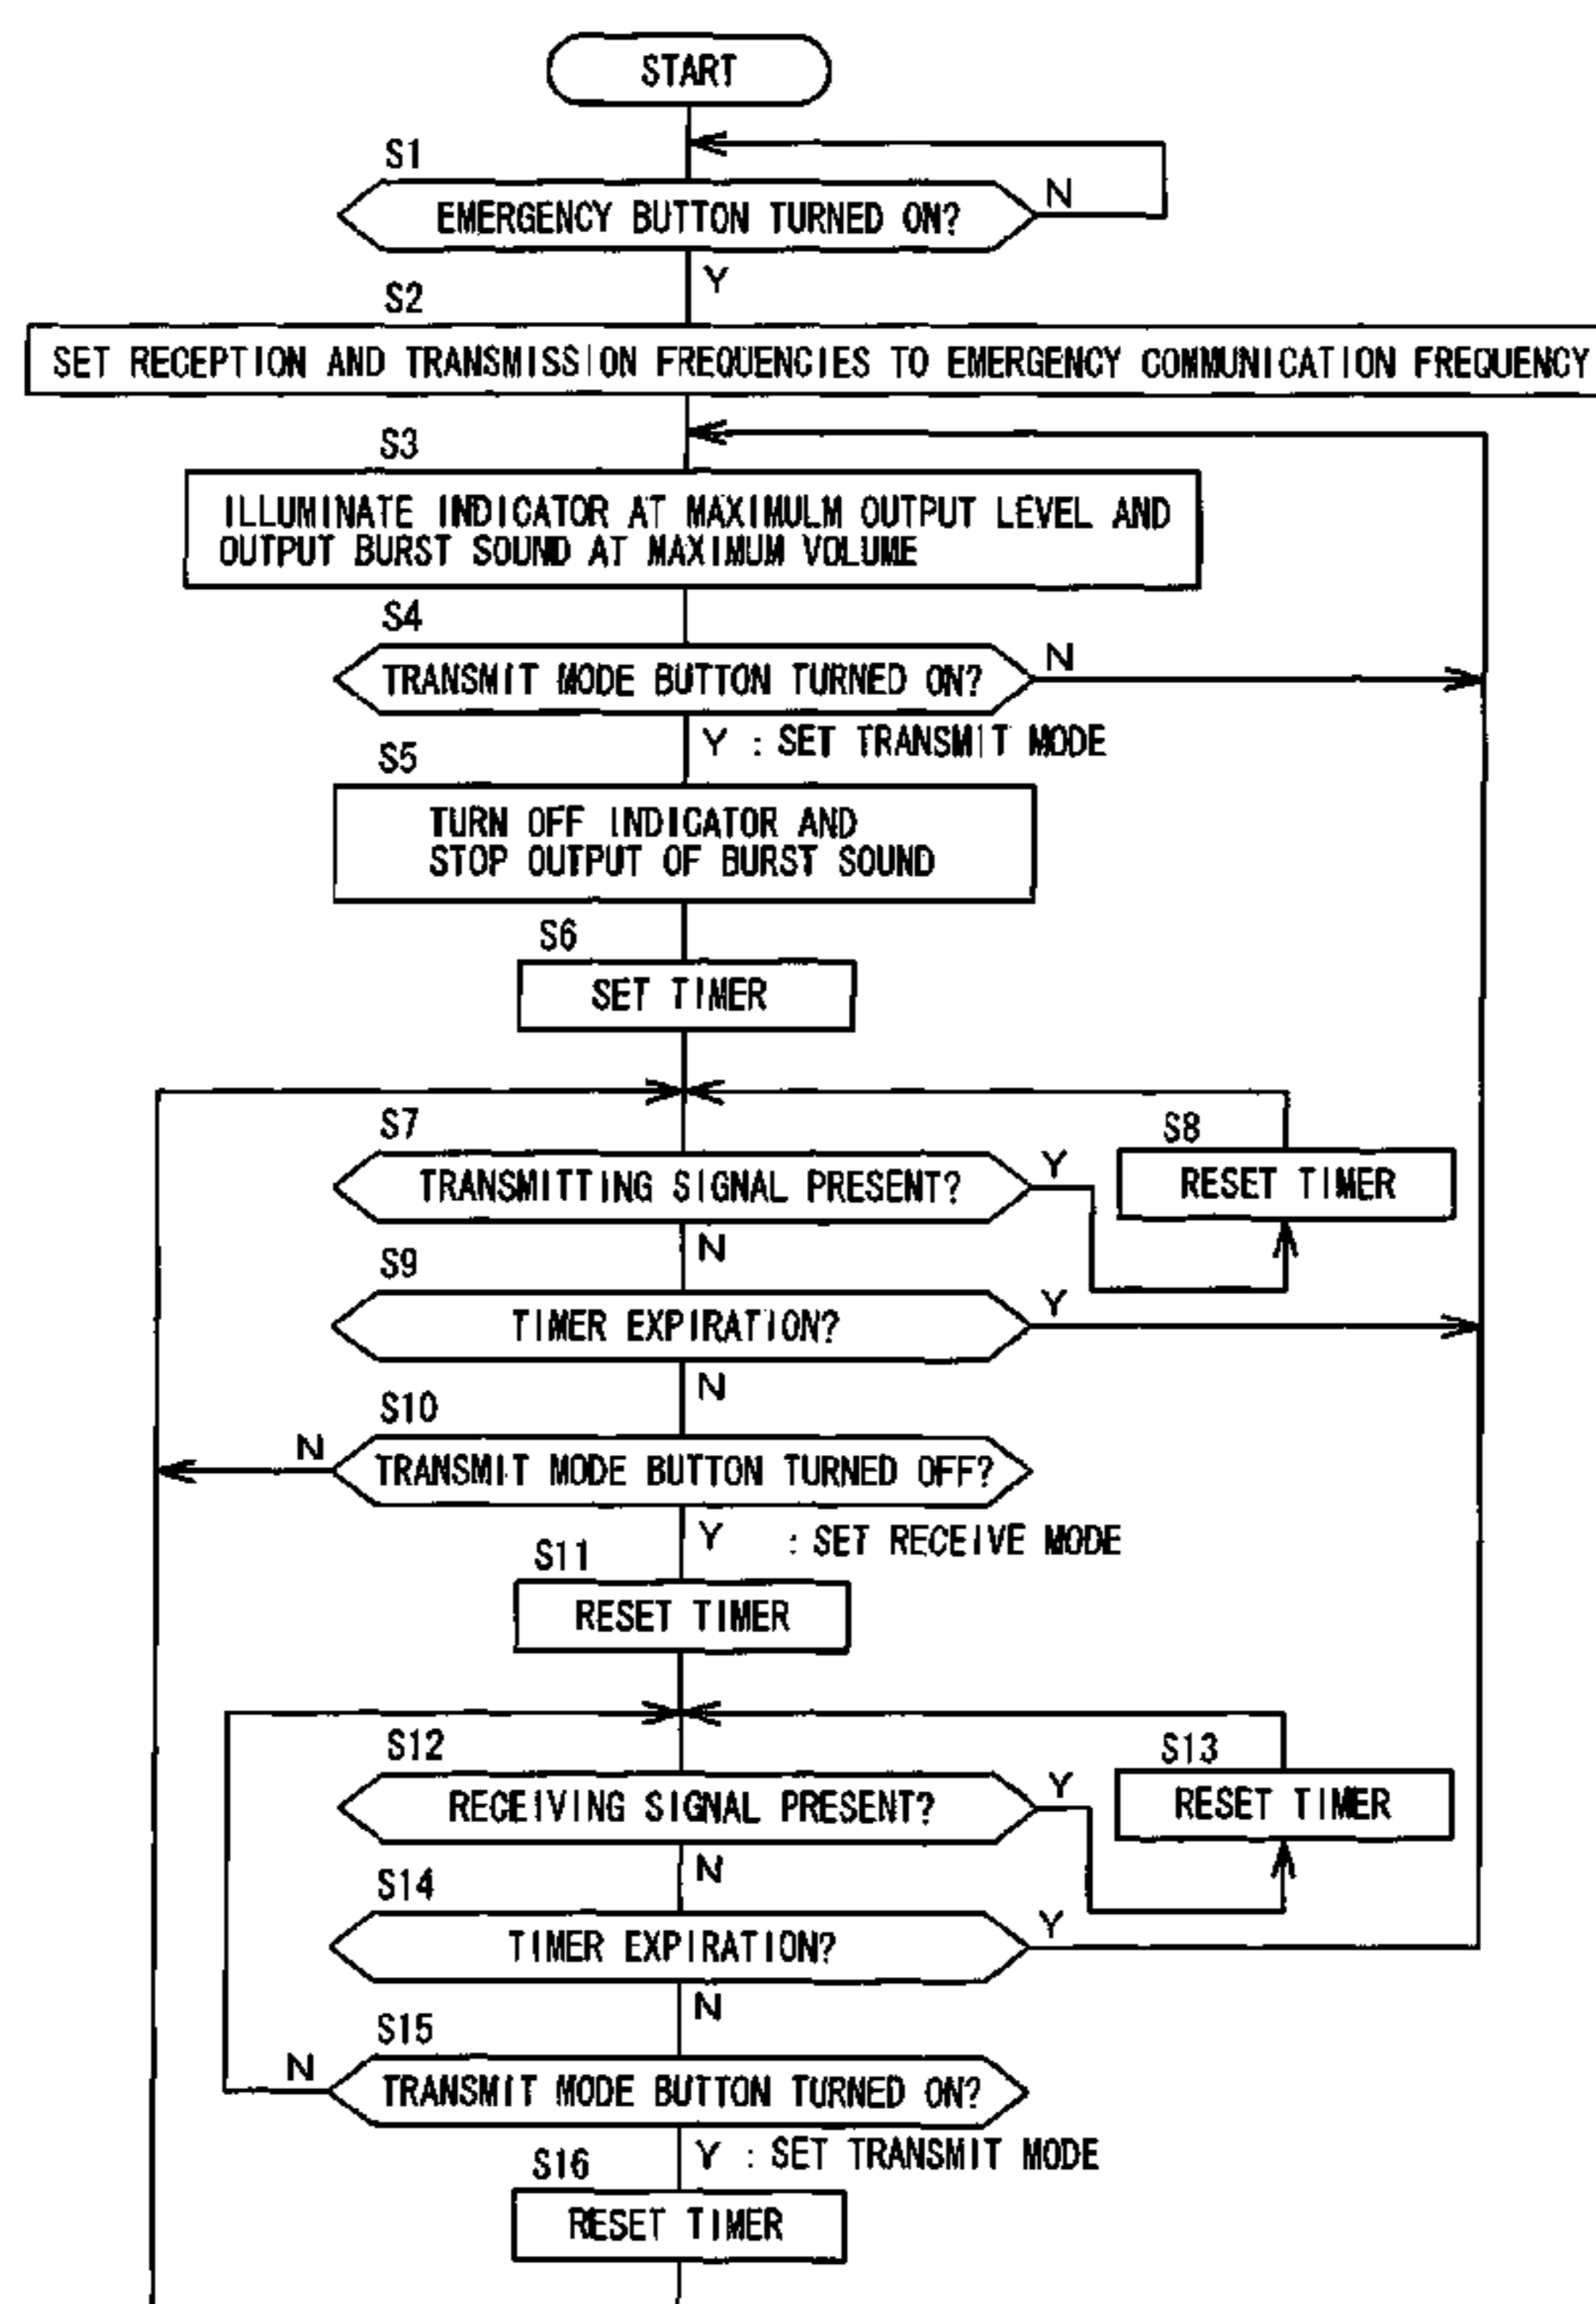 START
S1
EMERGENCY BUTTON TURNED ON?
N
Y
S2
SET RECEPTION AND TRANSMISSION FREQUENCIES TO EMERGENCY COMMUNICATION FREQUENCY
S3
ILLUMINATE INDICATOR AT MAXIMULM OUTPUT LEVEL AND
OUTPUT BURST SOUND AT MAXIMUM VOLUME
S4
TRANSMIT MODE BUTTON TURNED ON?
N
Y : SET TRANSMIT MODE
S5
TURN OFF INDICATOR AND
STOP OUTPUT OF BURST SOUND
S6
SET TIMER
S7
TRANSMITTING SIGNAL PRESENT?
Y
S8
RESET TIMER
N
S9
TIMER EXPIRATION?
Y
N
S10
N
TRANSMIT MODE BUTTON TURNED OFF?
Y : SET RECEIVE MODE
S11
RESET TIMER
S12
RECEIVING SIGNAL PRESENT?
Y
S13
RESET TIMER
N
S14
TIMER EXPIRATION?
Y
N
S15
N
TRANSMIT MODE BUTTON TURNED ON?
Y : SET TRANSMIT MODE
S16
RESET TIMER